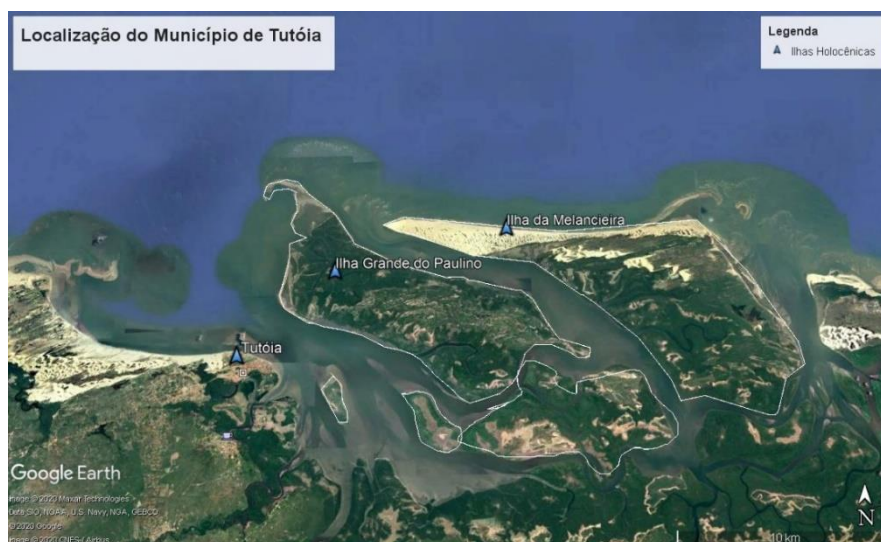 Localização do Município de Tutóia
Legenda
Ilhas Holocênicas
Ilha da Melancieira
Ilha Grande do Paulino
Tutóia
Google Earth
Image © 2020 Maxar Technologies
Data SIO, NOAA, U.S. Navy, NGA, GEBCO
© 2020 Google
Image © 2020 CNES / Airbus
N
10 km